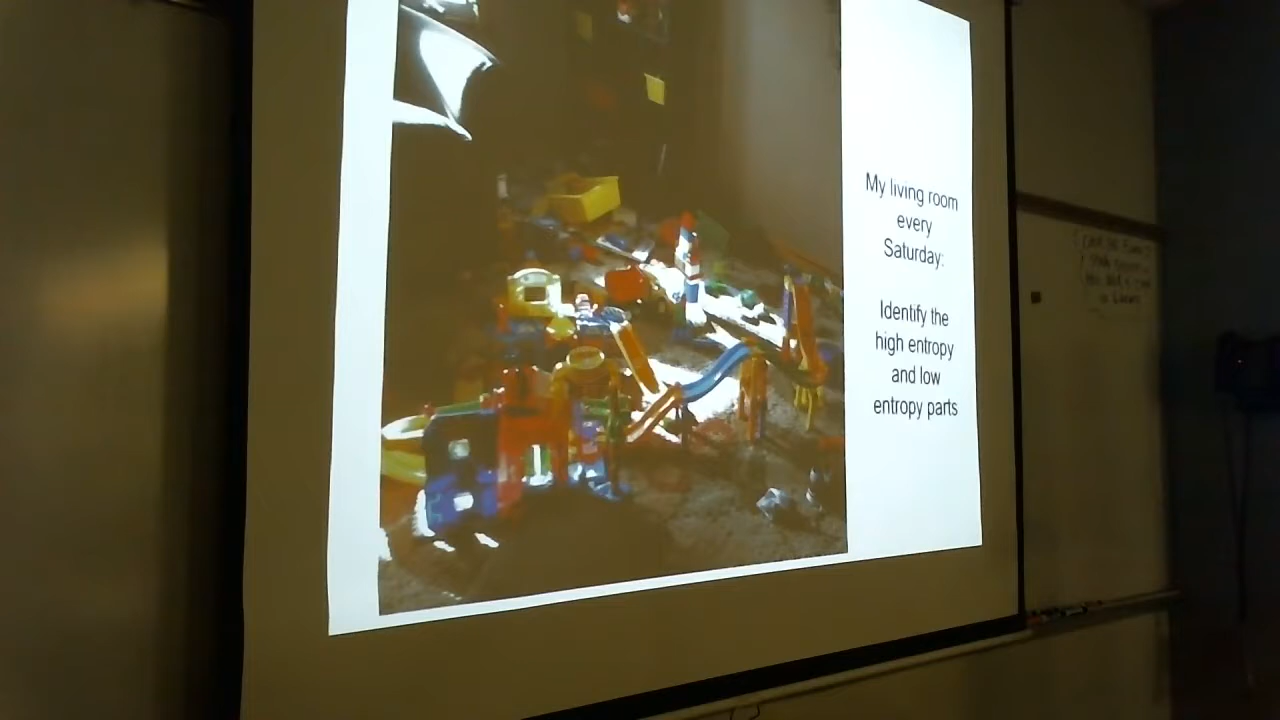 My living room
every
Saturday:
Identify the
high entropy
and low
entropy parts